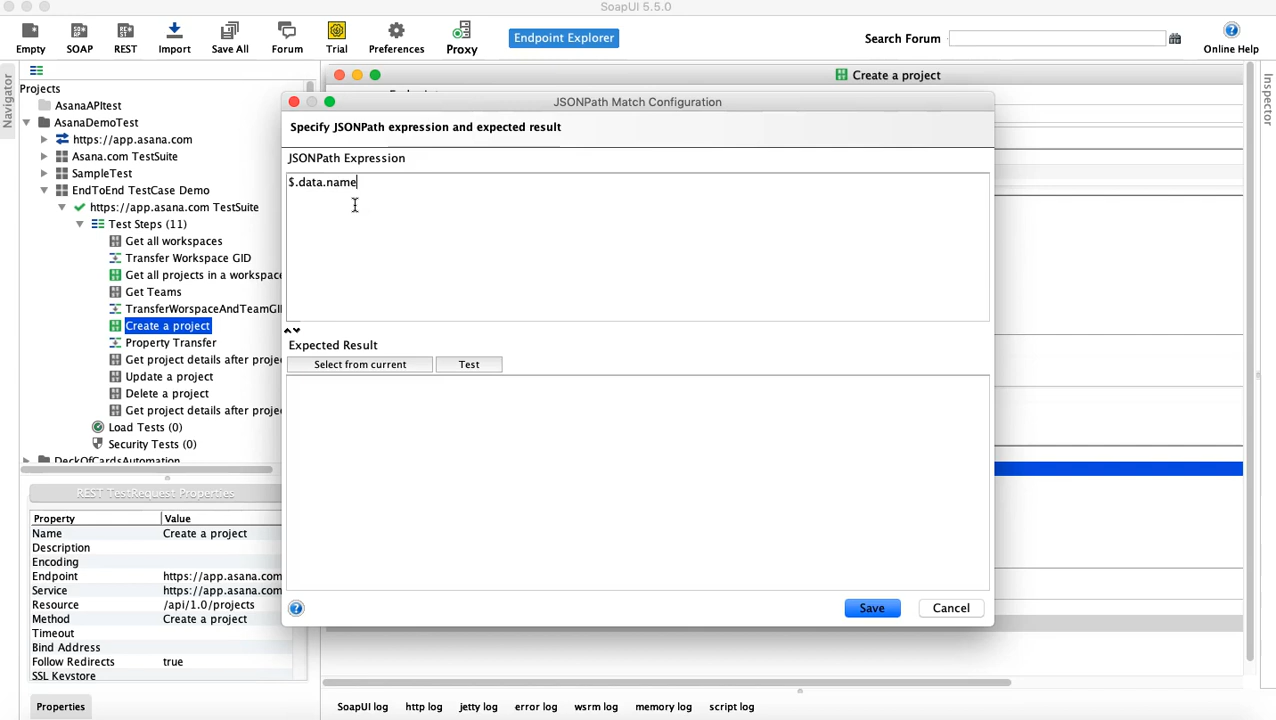 SoapUI 5.5.0
Empty
SOAP
REST
Import
Save All
Forum
Trial
Preferences
Proxy
Endpoint Explorer
Search Forum
Online Help
Navigator
Projects
AsanaAPItest
AsanaDemoTest
https://app.asana.com
Asana.com TestSuite
SampleTest
EndToEnd TestCase Demo
https://app.asana.com TestSuite
Test Steps (11)
Get all workspaces
Transfer Workspace GID
Get all projects in a workspace
Get Teams
TransferWorspaceAndTeamGI
Create a project
Property Transfer
Get project details after proje
Update a project
Delete a project
Get project details after proje
Load Tests (0)
Security Tests (0)
DeckOfCardsAutomation
REST TestRequest Properties
Property Value
Name Create a project
Description
Encoding
Endpoint https://app.asana.com
Service https://app.asana.com
Resource /api/1.0/projects
Method Create a project
Timeout
Bind Address
Follow Redirects true
SSL Keystore
Properties
Create a project
Inspector
JSONPath Match Configuration
Specify JSONPath expression and expected result
JSONPath Expression
$.data.name
Expected Result
Select from current
Test
Save
Cancel
SoapUI log
http log
jetty log
error log
wsrm log
memory log
script log